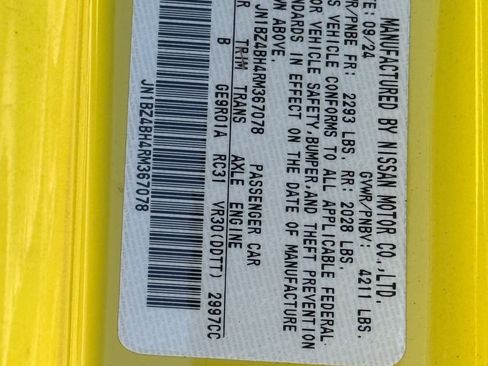 MANUFACTURED BY NISSAN MOTOR CO.,LTD.
TE: 09/24 GVWR/PNBV: 4211 LBS.
R/PNBE FR: 2293 LBS. RR: 2028 LBS.
S VEHICLE CONFORMS TO ALL APPLICABLE FEDERAL
OR VEHICLE SAFETY,BUMPER,AND THEFT PREVENTION
ANDARDS IN EFFECT ON THE DATE OF MANUFACTURE
WN ABOVE.
JN1BZ4BH4RM367078 PASSENGER CAR
R TRIM TRANS AXLE ENGINE
B GE9R01A RC31 VR30(DDTT) 2997CC
JN1BZ4BH4RM367078